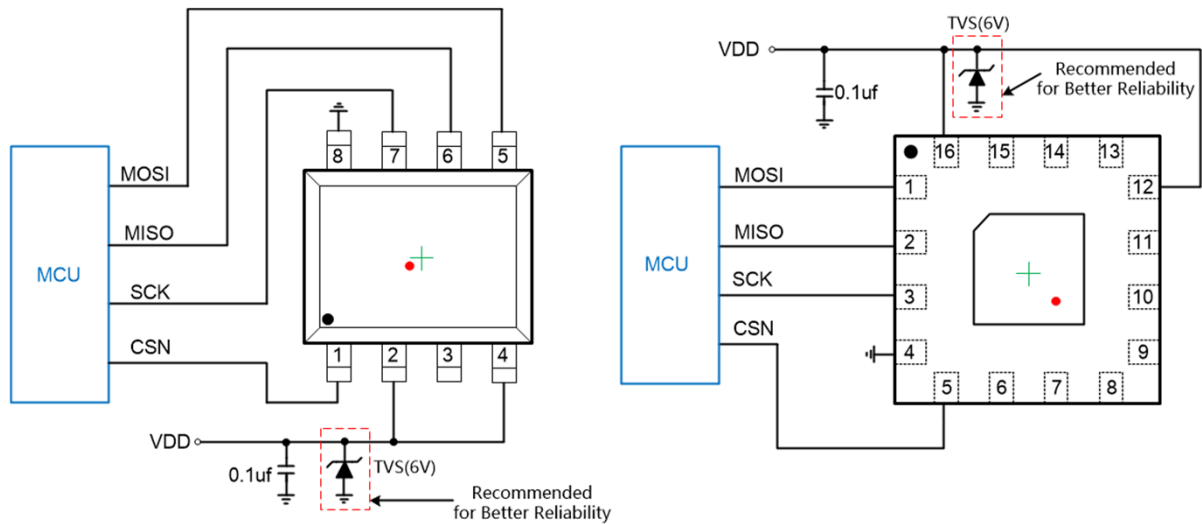 MCU
MOSI
MISO
SCK
CSN
8 7 6 5
1 2 3 4
VDD
0.1uf
TVS(6V)
Recommended
for Better Reliability
TVS(6V)
VDD
0.1uf
Recommended
for Better Reliability
MCU
MOSI
MISO
SCK
CSN
16 15 14 13
1
2
3
4
12
11
10
9
5 6 7 8